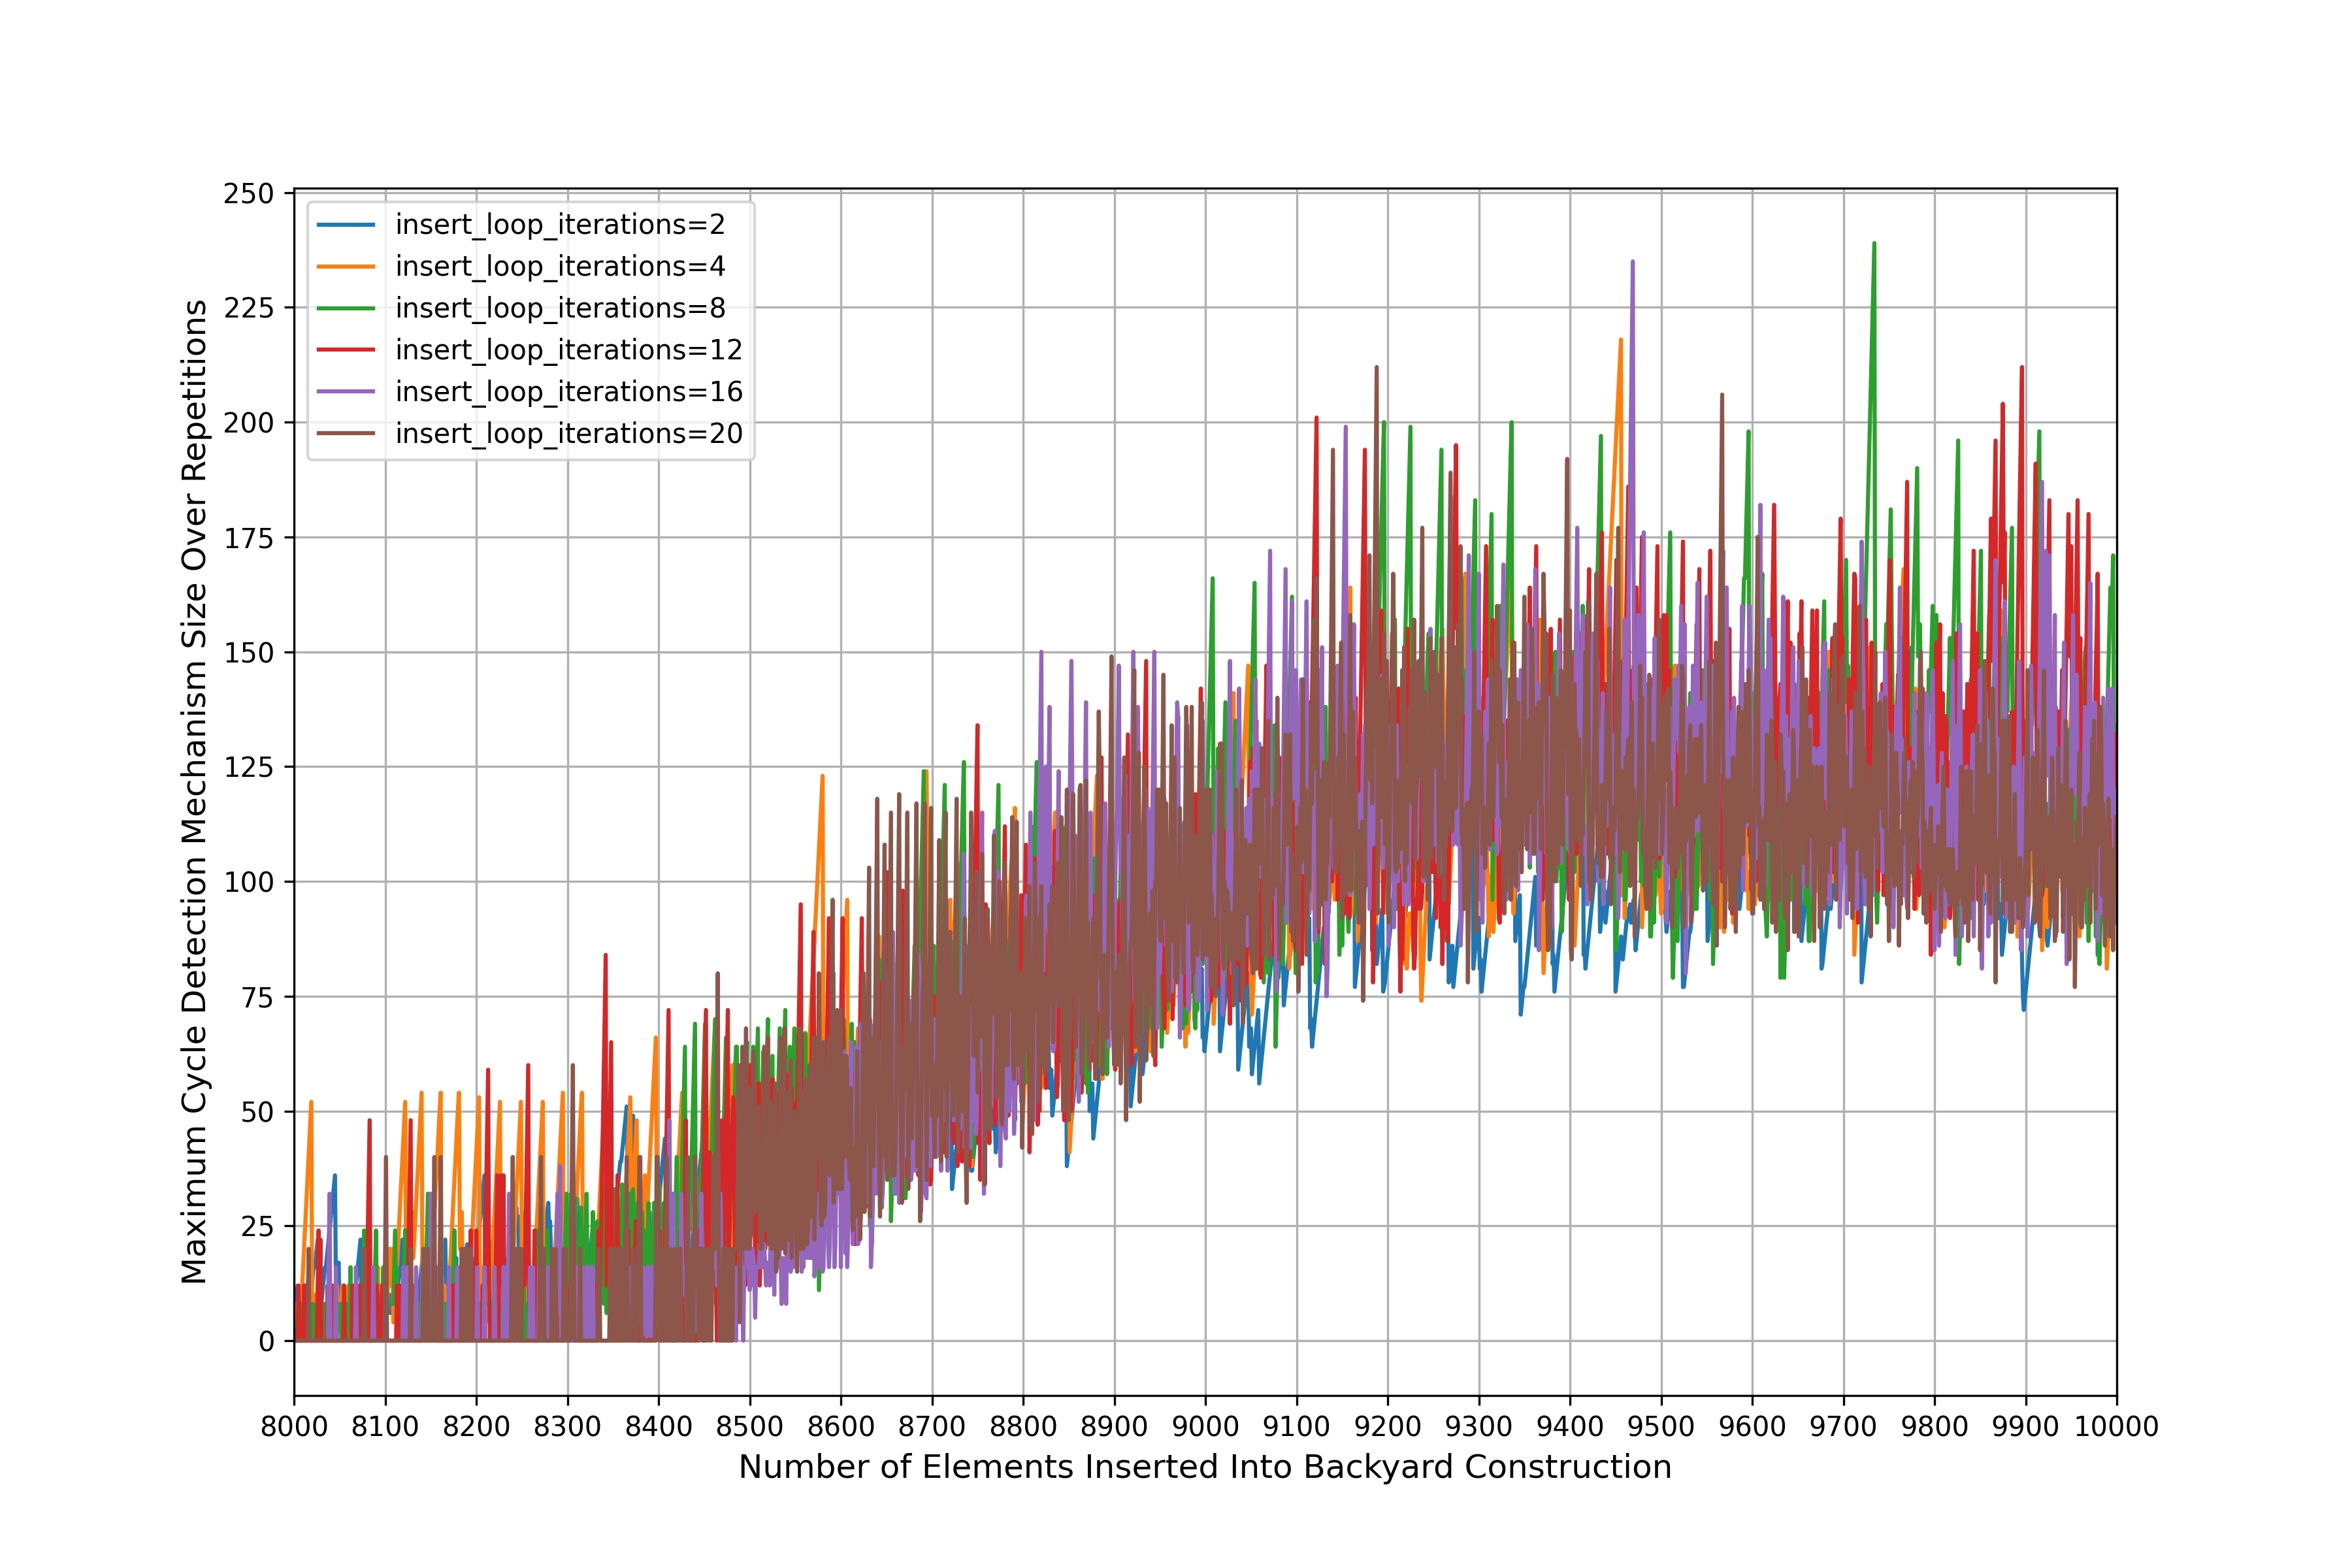 250
225
200
175
150
125
100
75
50
25
0
Maximum Cycle Detection Mechanism Size Over Repetitions
insert_loop_iterations=2
insert_loop_iterations=4
insert_loop_iterations=8
insert_loop_iterations=12
insert_loop_iterations=16
insert_loop_iterations=20
8000 8100 8200 8300 8400 8500 8600 8700 8800 8900 9000 9100 9200 9300 9400 9500 9600 9700 9800 9900 10000
Number of Elements Inserted Into Backyard Construction